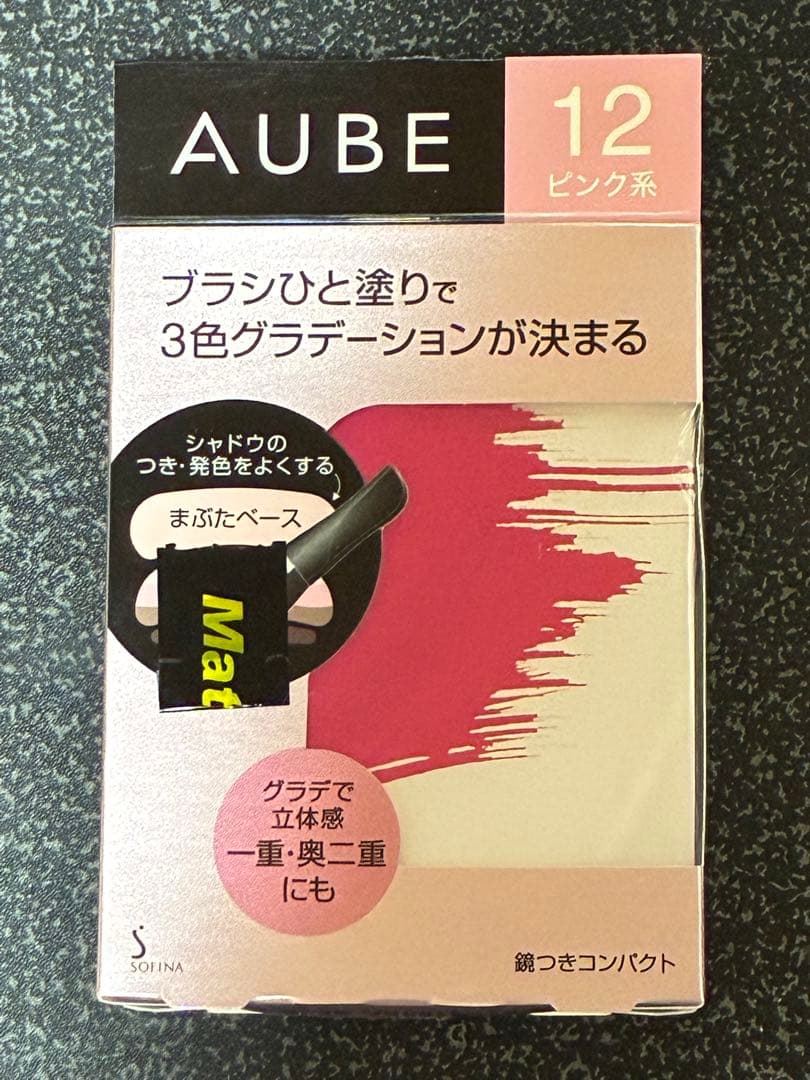 AUBE
12
ピンク系
ブラシひと塗りで
3色グラデーションが決まる
シャドウの
つき・発色をよくする
まぶたベース
Mat
グラデで
立体感
一重・奥二重
にも
SOFINA
鏡つきコンパクト